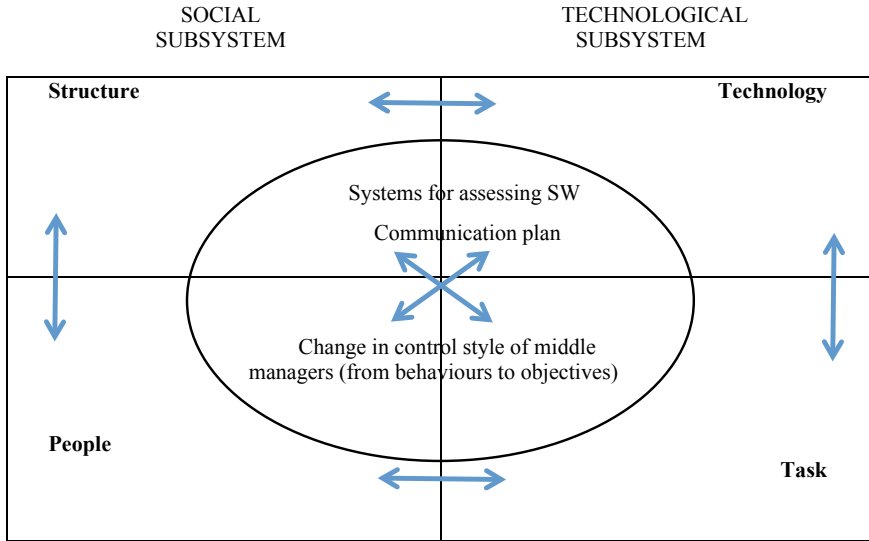 SOCIAL
SUBSYSTEM
TECHNOLOGICAL
SUBSYSTEM
Structure
Technology
Systems for assessing SW
Communication plan
Change in control style of middle
managers (from behaviours to objectives)
People
Task